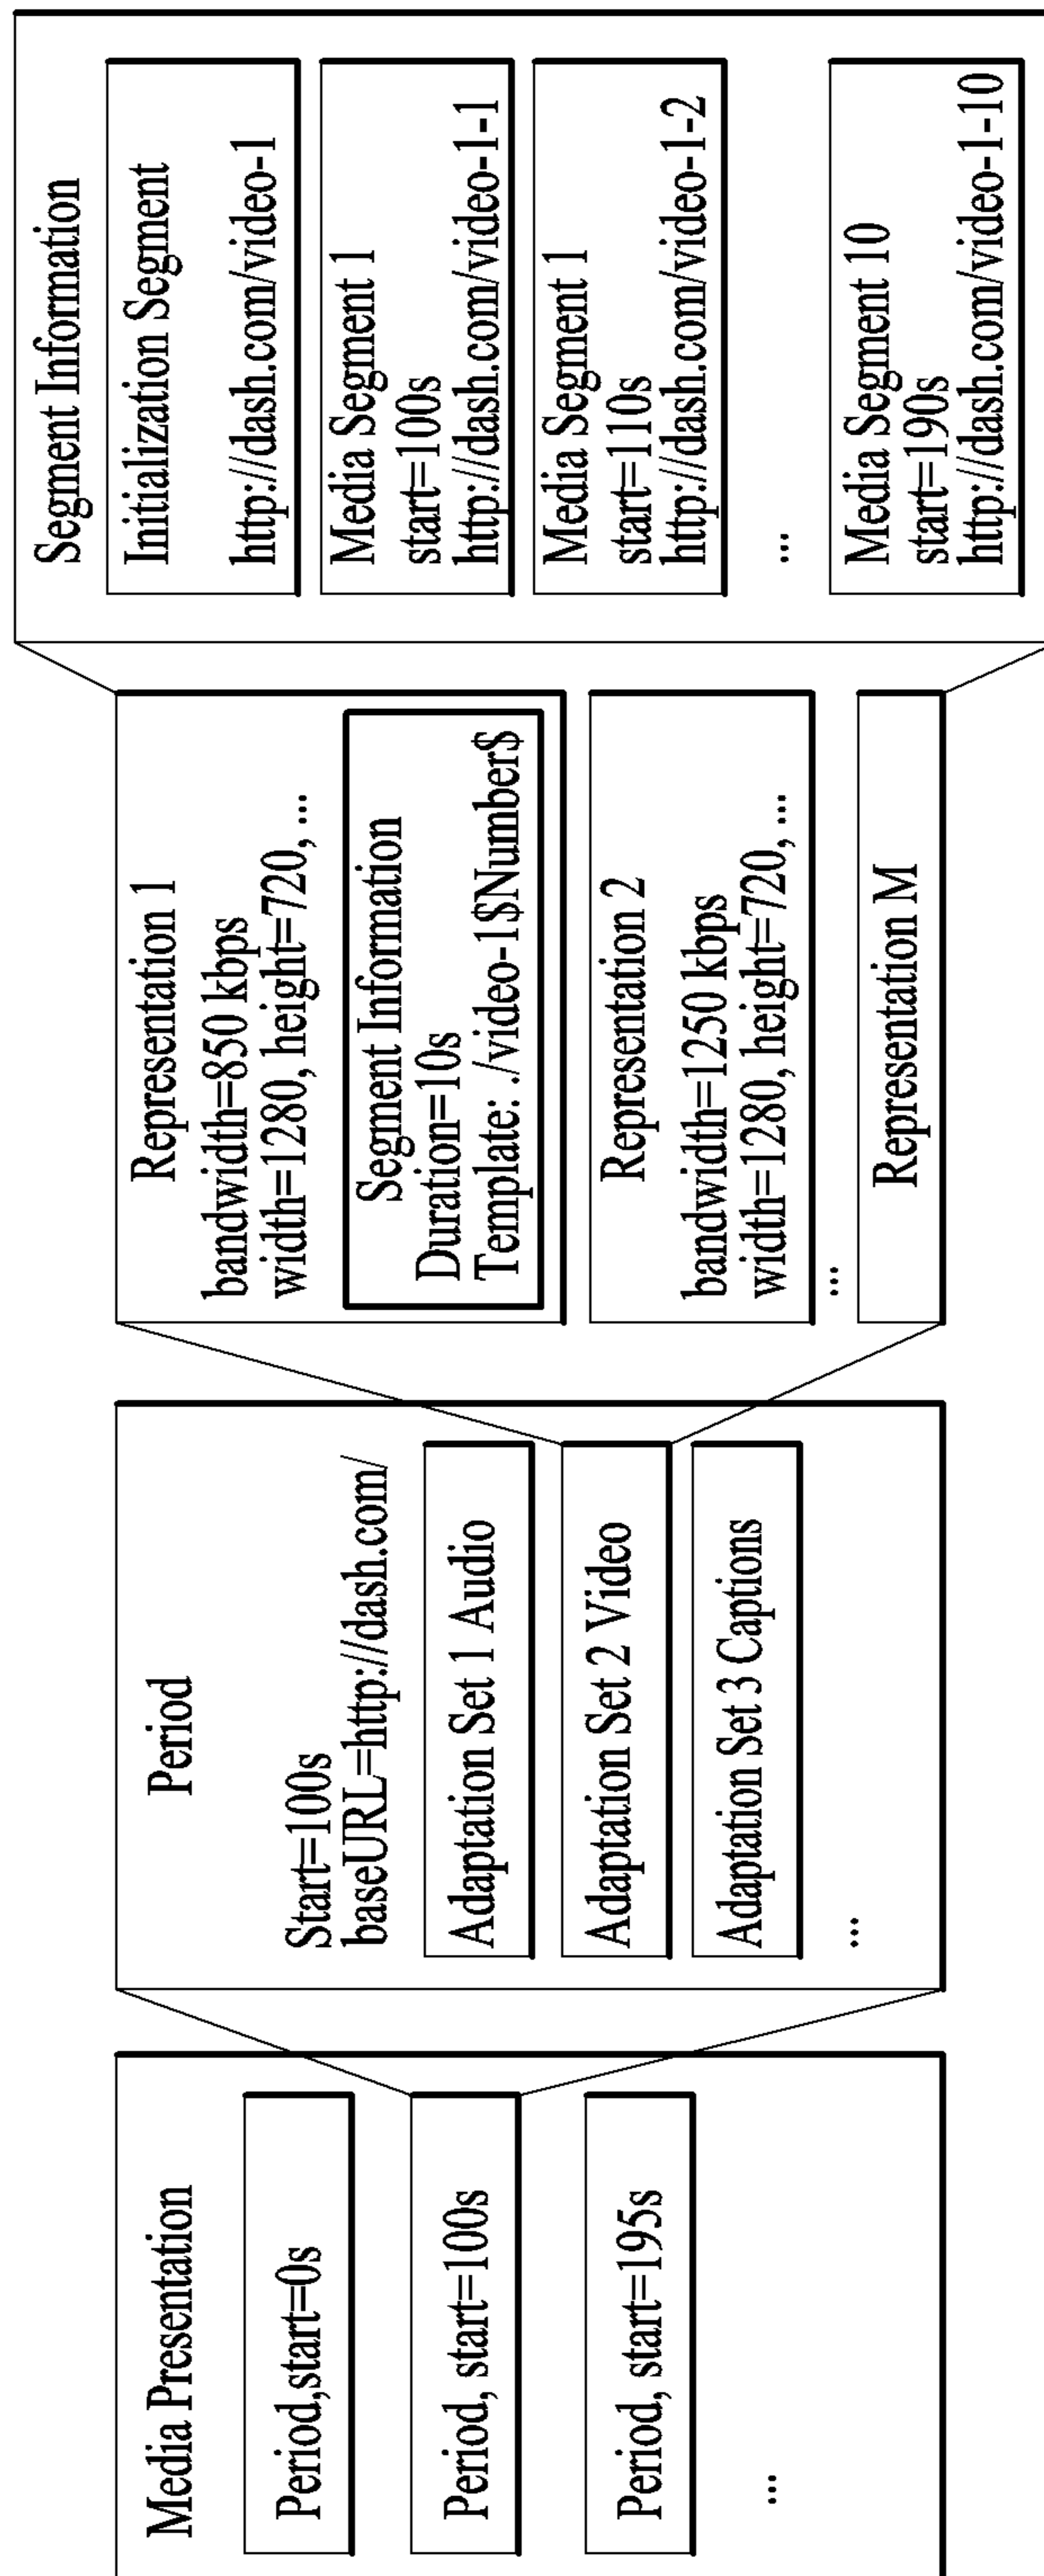 Media Presentation
Period,start=0s
Period, start=100s
Period, start=195s
...
Period
Start=100s
baseURL=http://dash.com/
Adaptation Set 1 Audio
Adaptation Set 2 Video
Adaptation Set 3 Captions
...
Representation 1
bandwidth=850 kbps
width=1280, height=720, ...
Segment Information
Duration=10s
Template: ./video-1$Number$
Representation 2
bandwidth=1250 kbps
width=1280, height=720, ...
...
Representation M
Segment Information
Initialization Segment
http://dash.com/video-1
Media Segment 1
start=100s
http://dash.com/video-1-1
Media Segment 1
start=110s
http://dash.com/video-1-2
...
Media Segment 10
start=190s
http://dash.com/video-1-10